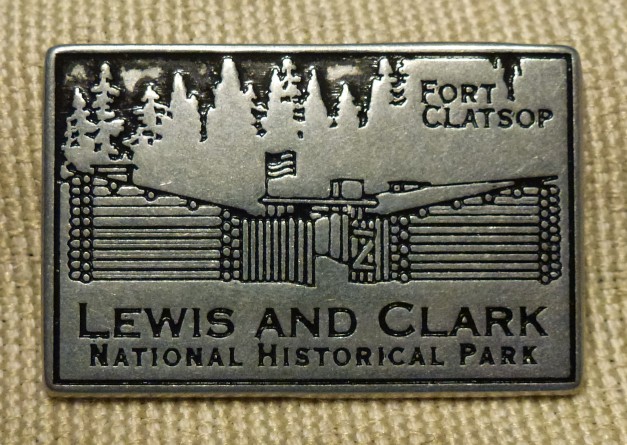 FORT
CLATSOP
LEWIS AND CLARK
NATIONAL HISTORICAL PARK